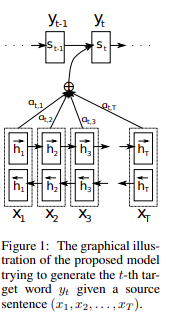 y_{t-1} y_t
... s_{t-1} s_t ...
⊕
α_{t,1} α_{t,2} α_{t,3} α_{t,T}
→h_1 →h_2 →h_3 →h_T
←h_1 ←h_2 ←h_3 ←h_T
x_1 x_2 x_3 x_T
Figure 1: The graphical illus-
tration of the proposed model
trying to generate the t-th tar-
get word y_t given a source
sentence (x_1, x_2, . . . , x_T).